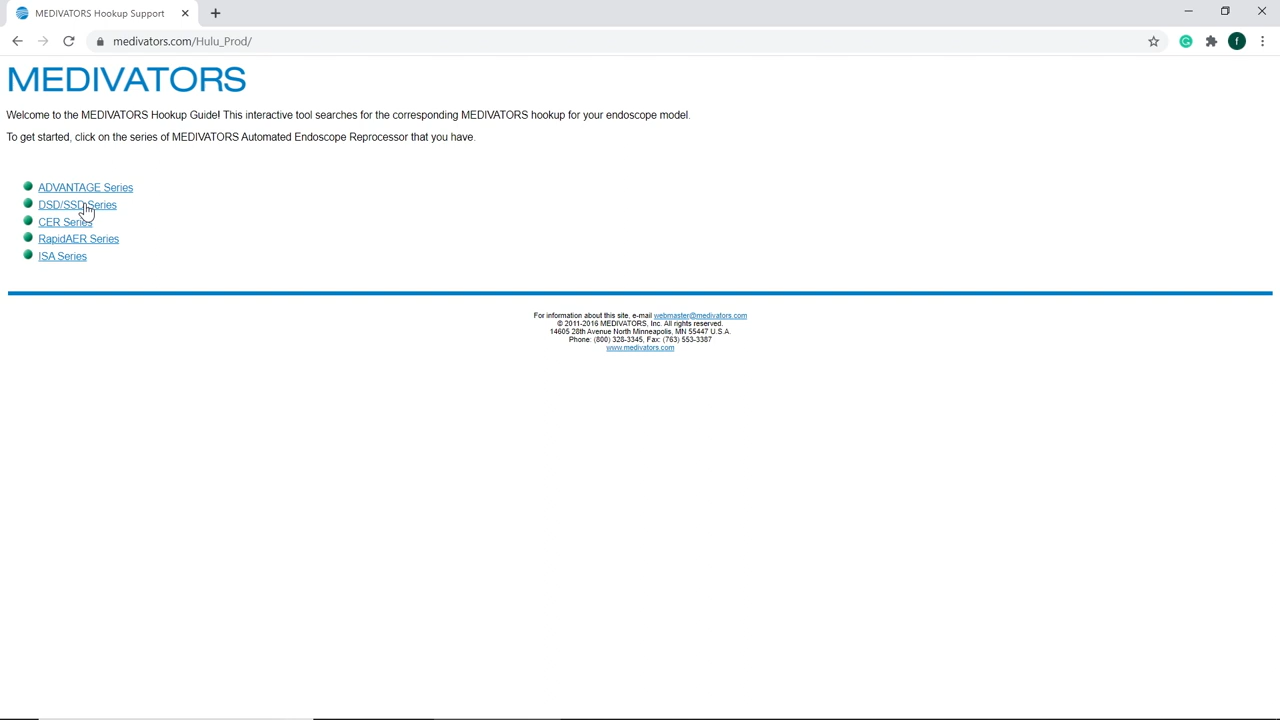 MEDIVATORS Hookup Support
medivators.com/Hulu_Prod/
f
MEDIVATORS
Welcome to the MEDIVATORS Hookup Guide! This interactive tool searches for the corresponding MEDIVATORS hookup for your endoscope model.
To get started, click on the series of MEDIVATORS Automated Endoscope Reprocessor that you have.
ADVANTAGE Series
DSD/SSD Series
CER Series
RapidAER Series
ISA Series
For information about this site, e-mail webmaster@medivators.com
© 2011-2016 MEDIVATORS, Inc. All rights reserved.
14605 28th Avenue North Minneapolis, MN 55447 U.S.A.
Phone: (800) 328-3345, Fax: (763) 553-3387
www.medivators.com